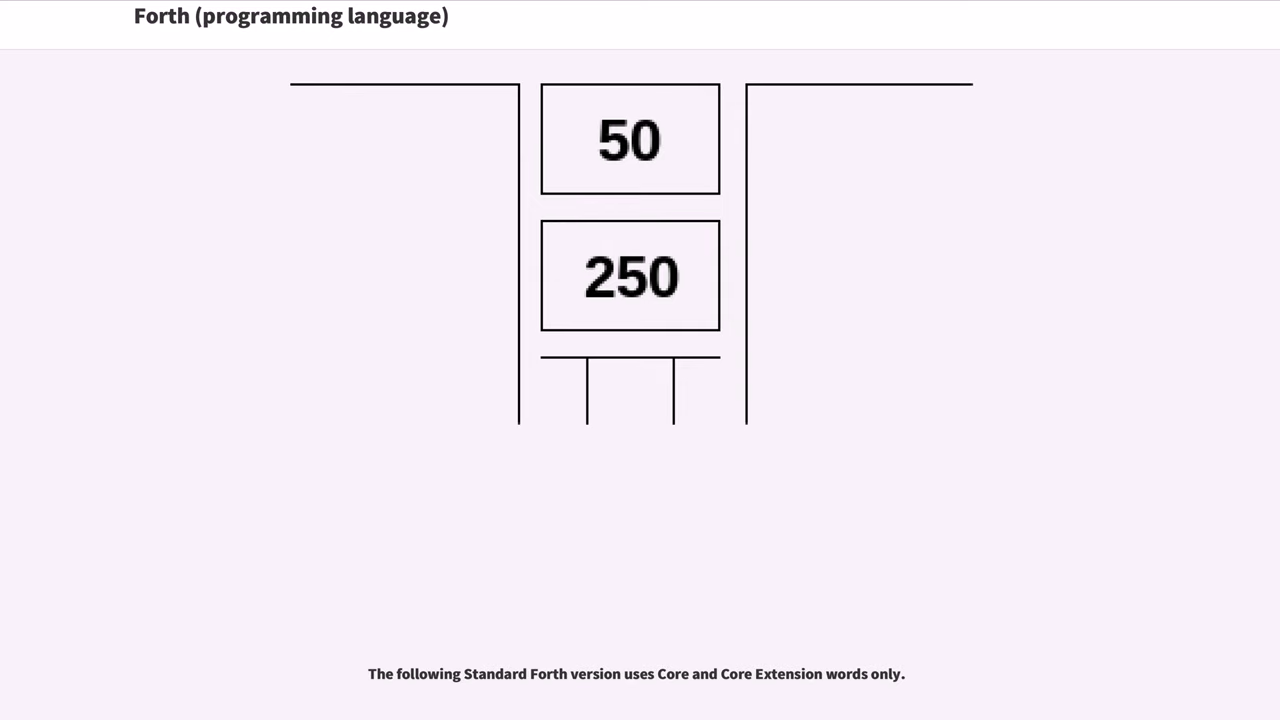 Forth (programming language)
50
250
The following Standard Forth version uses Core and Core Extension words only.